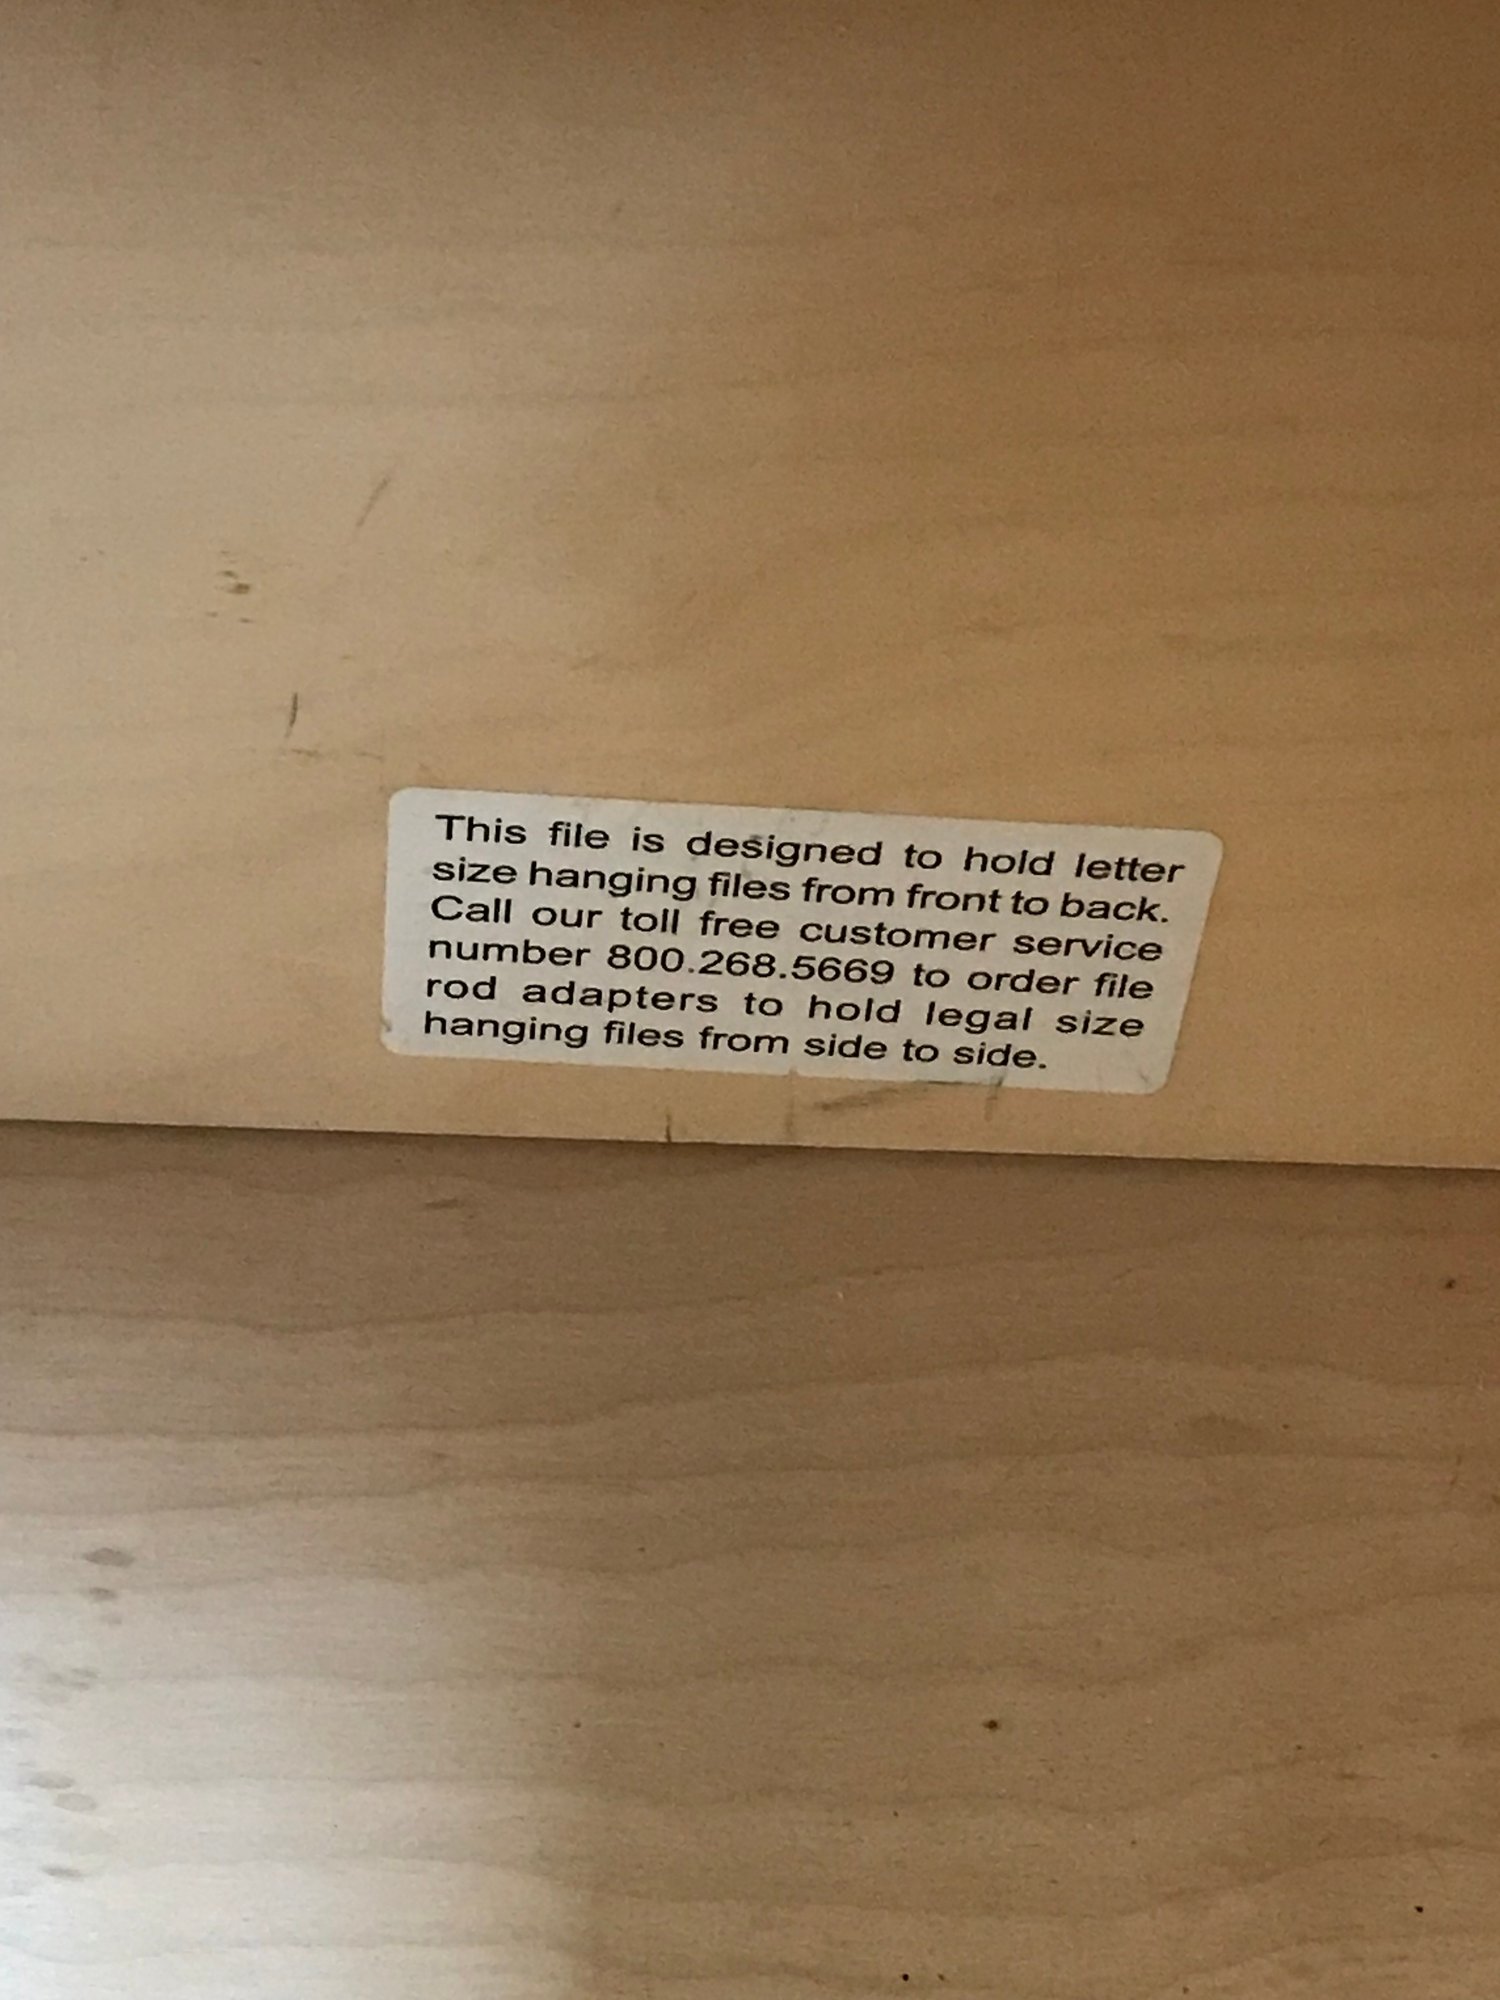 This file is designed to hold letter
size hanging files from front to back.
Call our toll free customer service
number 800.268.5669 to order file
rod adapters to hold legal size
hanging files from side to side.